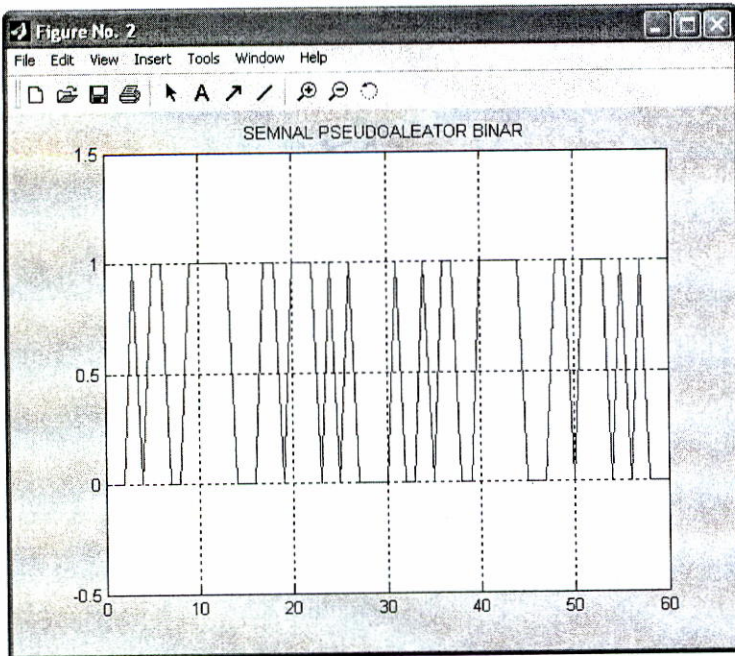 Figure No. 2
File Edit View Insert Tools Window Help
A
SEMNAL PSEUDOALEATOR BINAR
1.5
1
0.5
0
-0.5
0 10 20 30 40 50 60